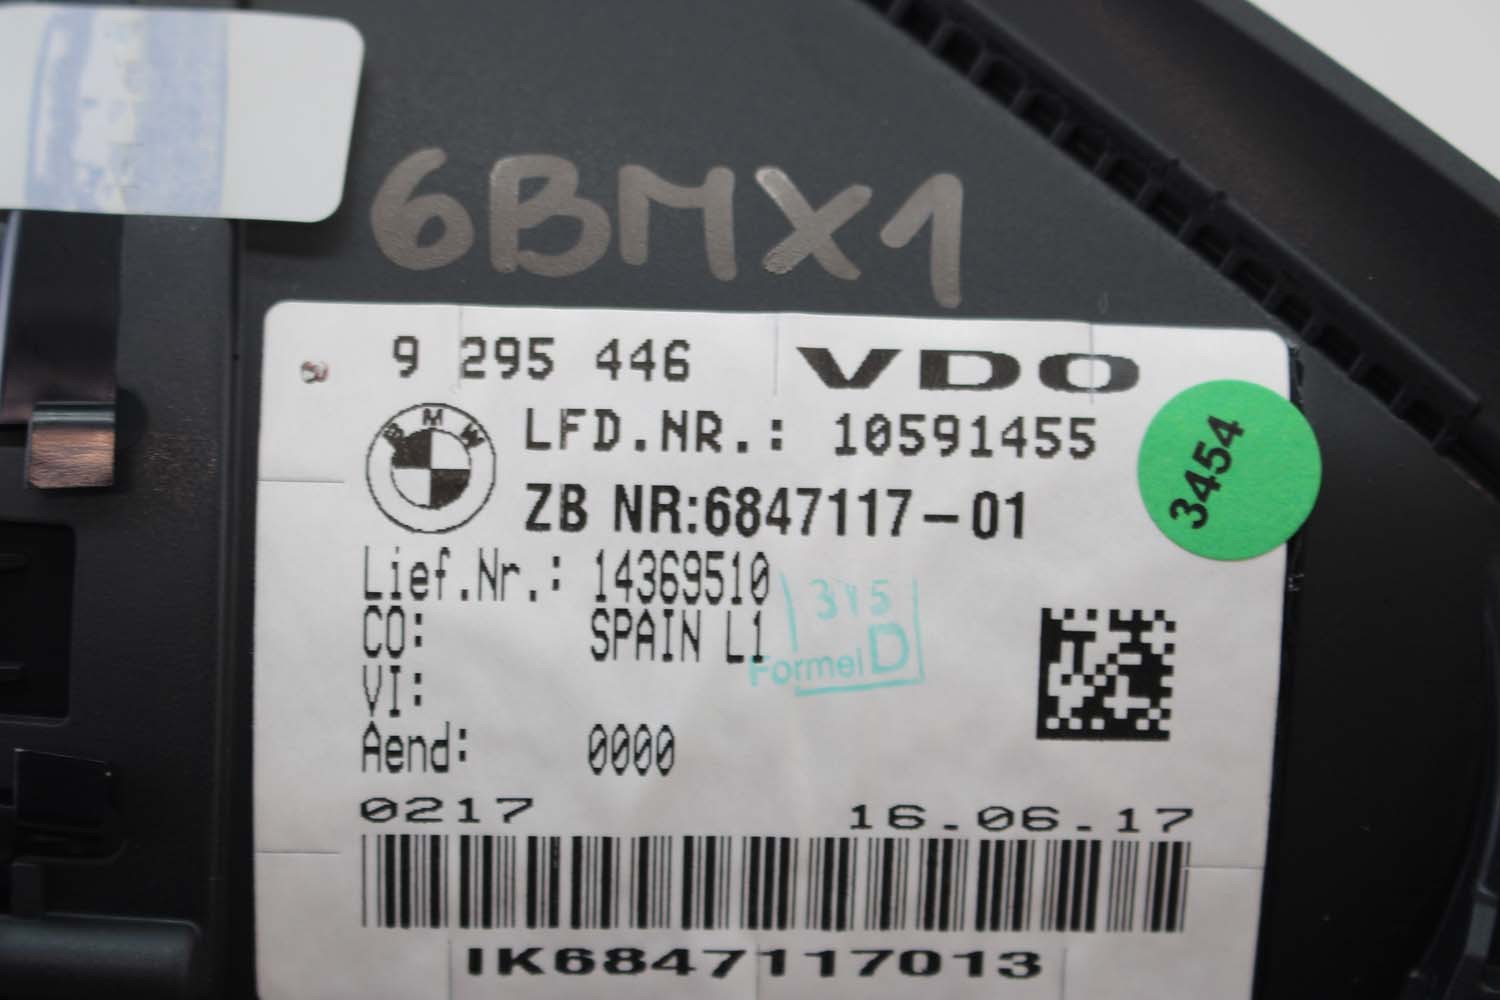 6BMX1
9 295 446 VDO
BMW
LFD.NR.: 10591455
3454
ZB NR:6847117-01
Lief.Nr.: 14369510
CO: SPAIN L1
Formel D
VI:
Aend: 0000
0217 16.06.17
IK6847117013